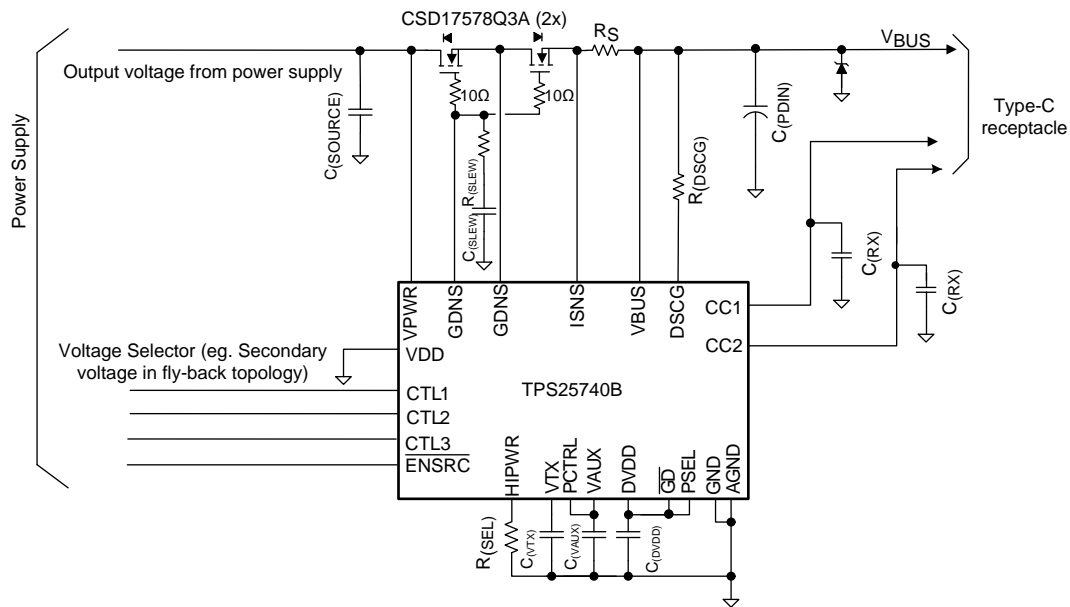 CSD17578Q3A (2x)
RS
VBUS
Output voltage from power supply
10Ω
10Ω
C(SOURCE)
R(SLEW)
C(SLEW)
R(DSCG)
C(PDIN)
Type-C
receptacle
Power Supply
C(RX)
C(RX)
VPWR
GDNS
GDNS
ISNS
VBUS
DSCG
CC1
CC2
VDD
Voltage Selector (eg. Secondary
voltage in fly-back topology)
TPS25740B
CTL1
CTL2
CTL3
ENSRC
HIPWR
VTX
PCTRL
VAUX
DVDD
GD
PSEL
GND
AGND
R(SEL)
C(VTX)
C(VAUX)
C(DVDD)